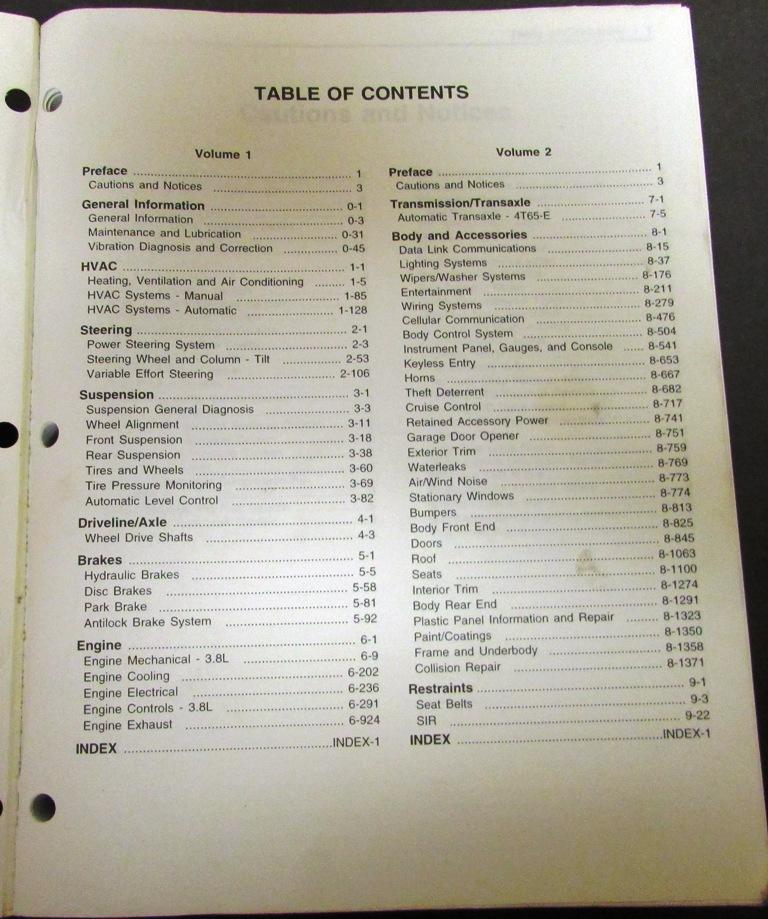 TABLE OF CONTENTS
Volume 1
Preface ........ 1
Cautions and Notices ........ 3
General Information ........ 0-1
General Information ........ 0-3
Maintenance and Lubrication ........ 0-31
Vibration Diagnosis and Correction ........ 0-45
HVAC ........ 1-1
Heating, Ventilation and Air Conditioning ........ 1-5
HVAC Systems - Manual ........ 1-85
HVAC Systems - Automatic ........ 1-128
Steering ........ 2-1
Power Steering System ........ 2-3
Steering Wheel and Column - Tilt ........ 2-53
Variable Effort Steering ........ 2-106
Suspension ........ 3-1
Suspension General Diagnosis ........ 3-3
Wheel Alignment ........ 3-11
Front Suspension ........ 3-18
Rear Suspension ........ 3-38
Tires and Wheels ........ 3-60
Tire Pressure Monitoring ........ 3-69
Automatic Level Control ........ 3-82
Driveline/Axle ........ 4-1
Wheel Drive Shafts ........ 4-3
Brakes ........ 5-1
Hydraulic Brakes ........ 5-5
Disc Brakes ........ 5-58
Park Brake ........ 5-81
Antilock Brake System ........ 5-92
Engine ........ 6-1
Engine Mechanical - 3.8L ........ 6-9
Engine Cooling ........ 6-202
Engine Electrical ........ 6-236
Engine Controls - 3.8L ........ 6-291
Engine Exhaust ........ 6-924
INDEX ........ INDEX-1
Volume 2
Preface ........ 1
Cautions and Notices ........ 3
Transmission/Transaxle ........ 7-1
Automatic Transaxle - 4T65-E ........ 7-5
Body and Accessories ........ 8-1
Data Link Communications ........ 8-15
Lighting Systems ........ 8-37
Wipers/Washer Systems ........ 8-176
Entertainment ........ 8-211
Wiring Systems ........ 8-279
Cellular Communication ........ 8-476
Body Control System ........ 8-504
Instrument Panel, Gauges, and Console ........ 8-541
Keyless Entry ........ 8-653
Horns ........ 8-667
Theft Deterrent ........ 8-682
Cruise Control ........ 8-717
Retained Accessory Power ........ 8-741
Garage Door Opener ........ 8-751
Exterior Trim ........ 8-759
Waterleaks ........ 8-769
Air/Wind Noise ........ 8-773
Stationary Windows ........ 8-774
Bumpers ........ 8-813
Body Front End ........ 8-825
Doors ........ 8-845
Roof ........ 8-1063
Seats ........ 8-1100
Interior Trim ........ 8-1274
Body Rear End ........ 8-1291
Plastic Panel Information and Repair ........ 8-1323
Paint/Coatings ........ 8-1350
Frame and Underbody ........ 8-1358
Collision Repair ........ 8-1371
Restraints ........ 9-1
Seat Belts ........ 9-3
SIR ........ 9-22
INDEX ........ INDEX-1